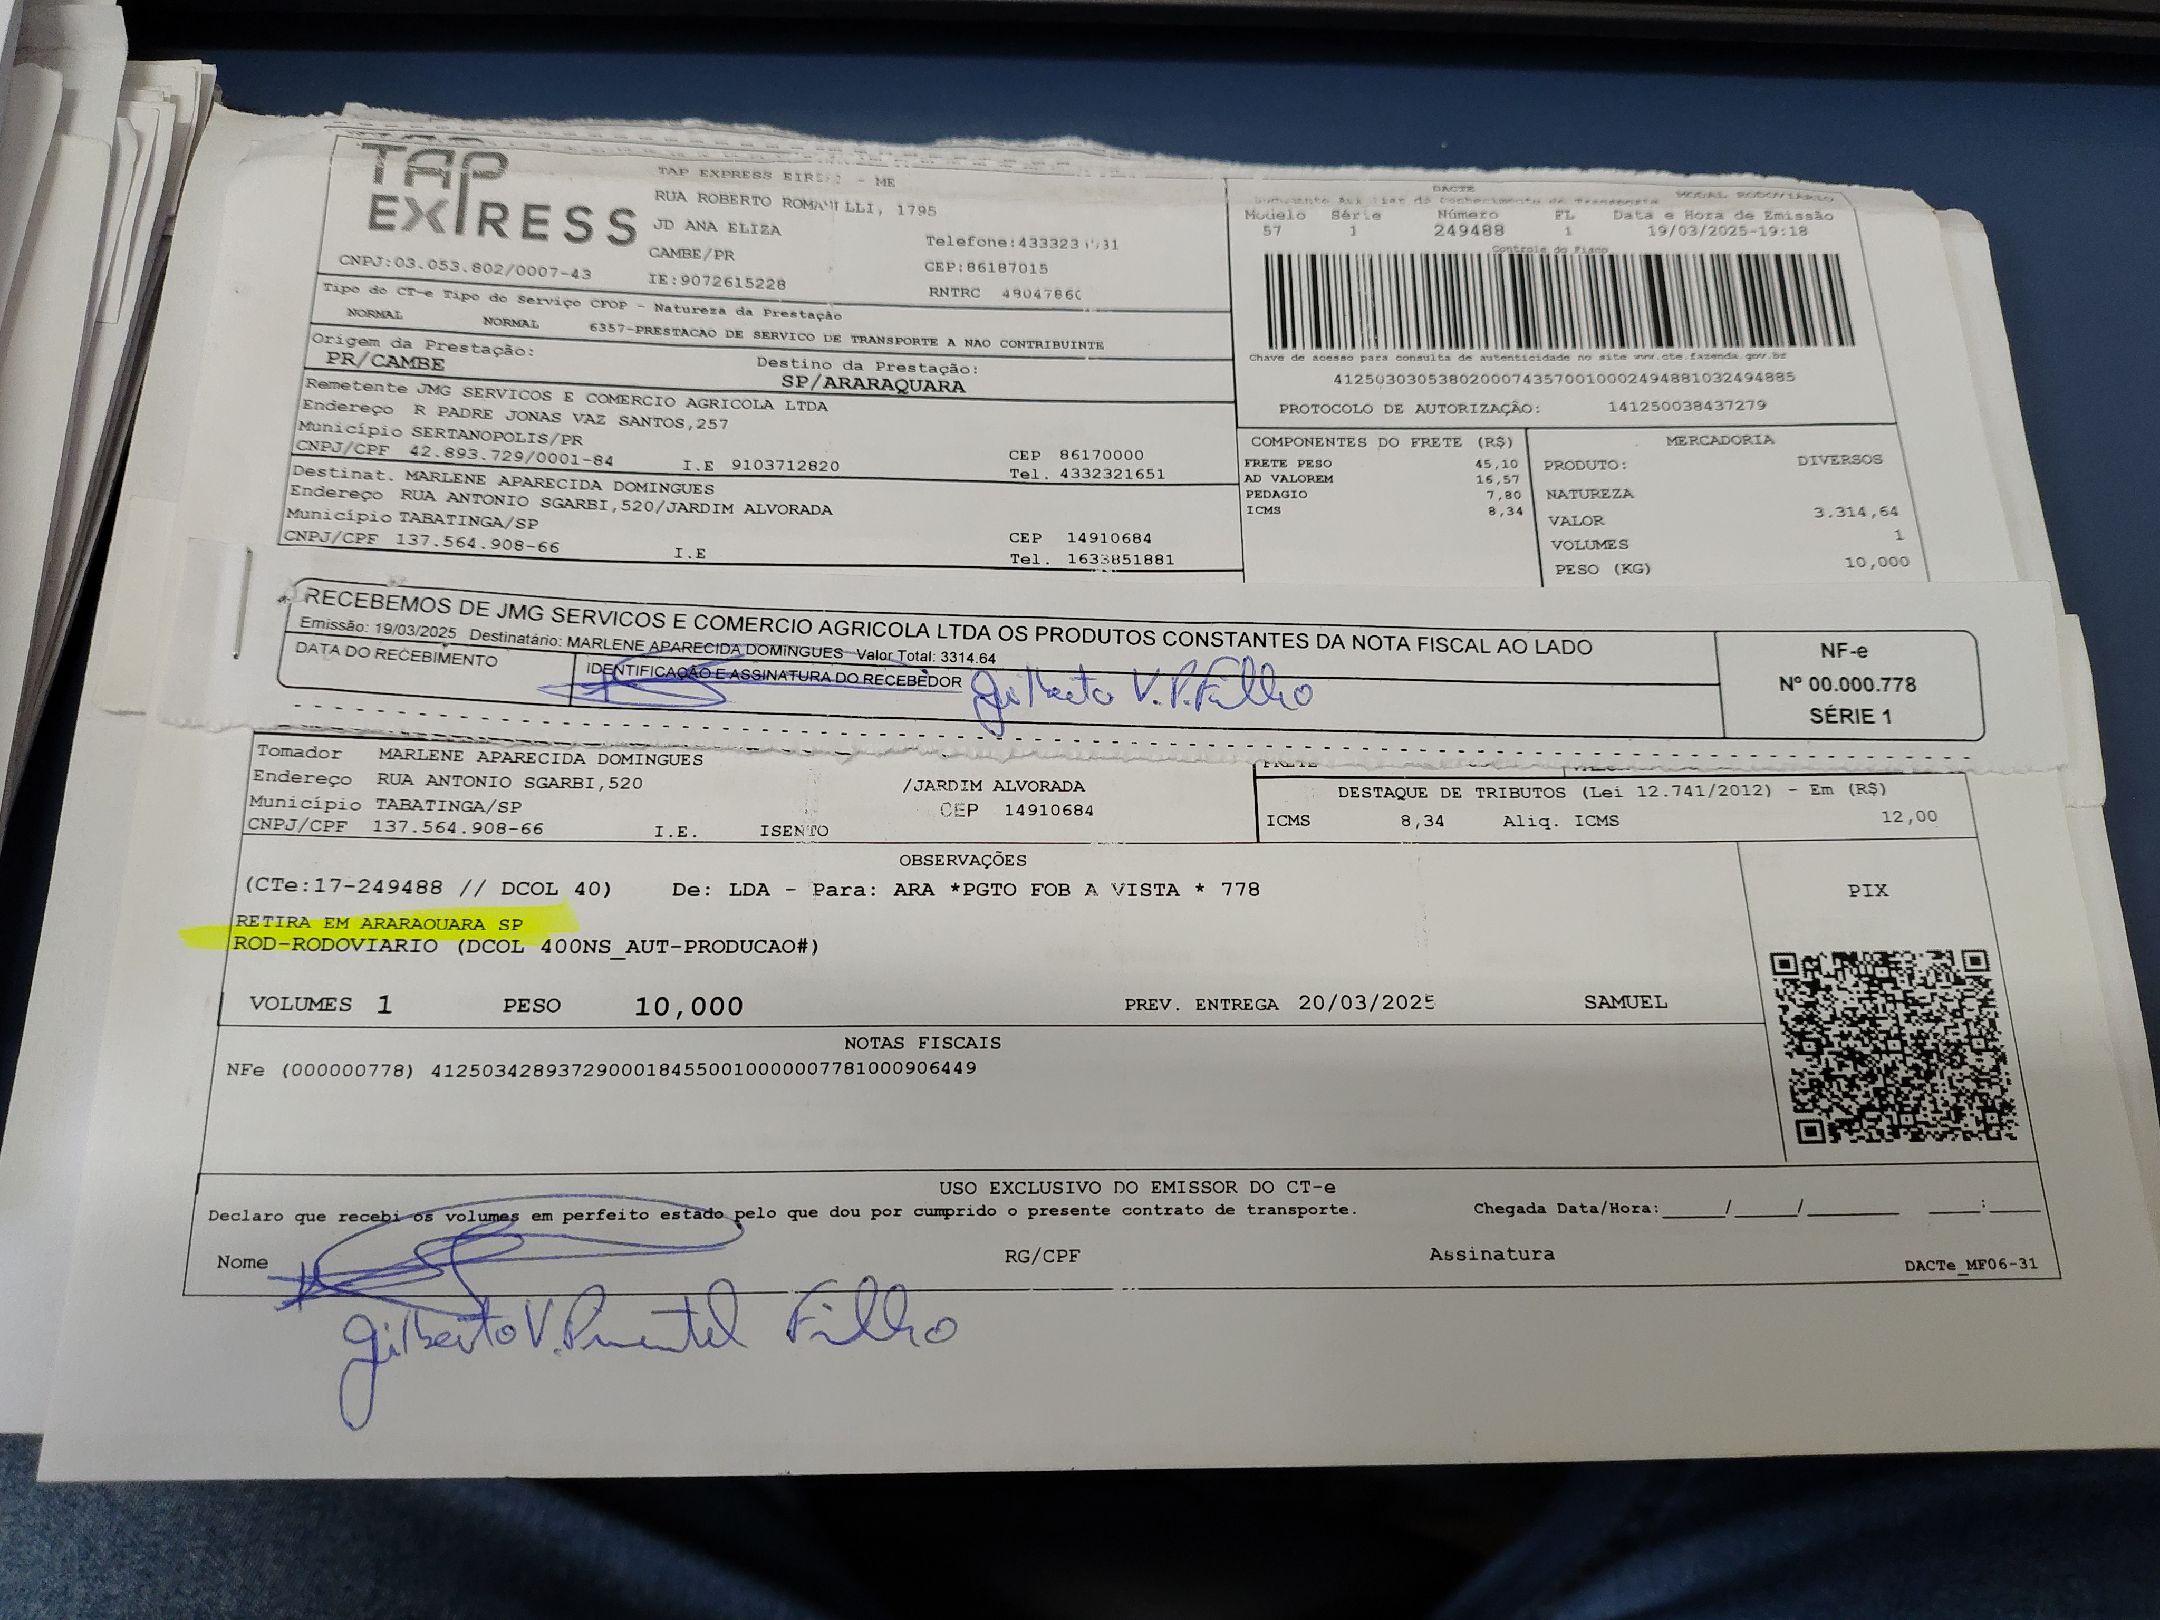 TAP EXPRESS
TAP EXPRESS - ME
RUA ROBERTO 1795
JD ANA ELIZA
CAMBE/PR
CNPJ:03.053.802/0007-43
IE:9072615228
CEP:86187015
RNTRC
Tipo do CT-e Tipo do Serviço CFOP - Natureza da Prestação
NORMAL NORMAL 6357-PRESTACAO DE SERVICO DE TRANSPORTE A NAO CONTRIBUINTE
Origem da Prestação: Destino da Prestação:
PR/CAMBE SP/ARARAQUARA
Remetente JMG SERVICOS E COMERCIO AGRICOLA LTDA
Endereço R PADRE JONAS VAZ SANTOS,257
Município SERTANOPOLIS/PR CEP 86170000
CNPJ/CPF 42.893.729/0001-84 I.E 9103712820 Tel. 4332321651
Destinat. MARLENE APARECIDA DOMINGUES
Endereço RUA ANTONIO SGARBI,520/JARDIM ALVORADA
Município TABATINGA/SP CEP 14910684
CNPJ/CPF 137.564.908-66 I.E Tel. 1633851881
DACTE MODAL RODOVIARIO
Modelo Série Número FL Data e Hora de Emissão
57 1 249488 1 19/03/2025-19:18
Controle do Fisco
Chave de acesso para consulta de autenticidade no site www.cte.fazenda.gov.br
41250303053802000743570010002494881032494885
PROTOCOLO DE AUTORIZAÇÃO: 141250038437279
COMPONENTES DO FRETE (R$)
FRETE PESO 45,10
AD VALOREM 16,57
PEDAGIO 7,80
ICMS 8,34
MERCADORIA
PRODUTO: DIVERSOS
NATUREZA
VALOR 3.314,64
VOLUMES 1
PESO (KG) 10,000
RECEBEMOS DE JMG SERVICOS E COMERCIO AGRICOLA LTDA OS PRODUTOS CONSTANTES DA NOTA FISCAL AO LADO
Emissão: 19/03/2025 Destinatário: MARLENE APARECIDA DOMINGUES Valor Total: 3314.64
DATA DO RECEBIMENTO IDENTIFICAÇÃO E ASSINATURA DO RECEBEDOR
Gilberto V.P.Filho
NF-e
Nº 00.000.778
SÉRIE 1
Tomador MARLENE APARECIDA DOMINGUES
Endereço RUA ANTONIO SGARBI,520 /JARDIM ALVORADA
Município TABATINGA/SP CEP 14910684
CNPJ/CPF 137.564.908-66 I.E. ISENTO
DESTAQUE DE TRIBUTOS (Lei 12.741/2012) - Em (R$)
ICMS 8,34 Aliq. ICMS 12,00
OBSERVAÇÕES
(CTe:17-249488 // DCOL 40) De: LDA - Para: ARA *PGTO FOB A VISTA * 778
RETIRA EM ARARAQUARA SP
ROD-RODOVIARIO (DCOL 400NS_AUT-PRODUCAO#)
VOLUMES 1 PESO 10,000 PREV. ENTREGA 20/03/2025 SAMUEL
PIX
NOTAS FISCAIS
NFe (000000778) 41250342893729000184550010000007781000906449
USO EXCLUSIVO DO EMISSOR DO CT-e
Declaro que recebi os volumes em perfeito estado pelo que dou por cumprido o presente contrato de transporte. Chegada Data/Hora:____/____/______ ____:____
Nome RG/CPF Assinatura
DACTe_MF06-31
Gilberto V.Pimentel Filho